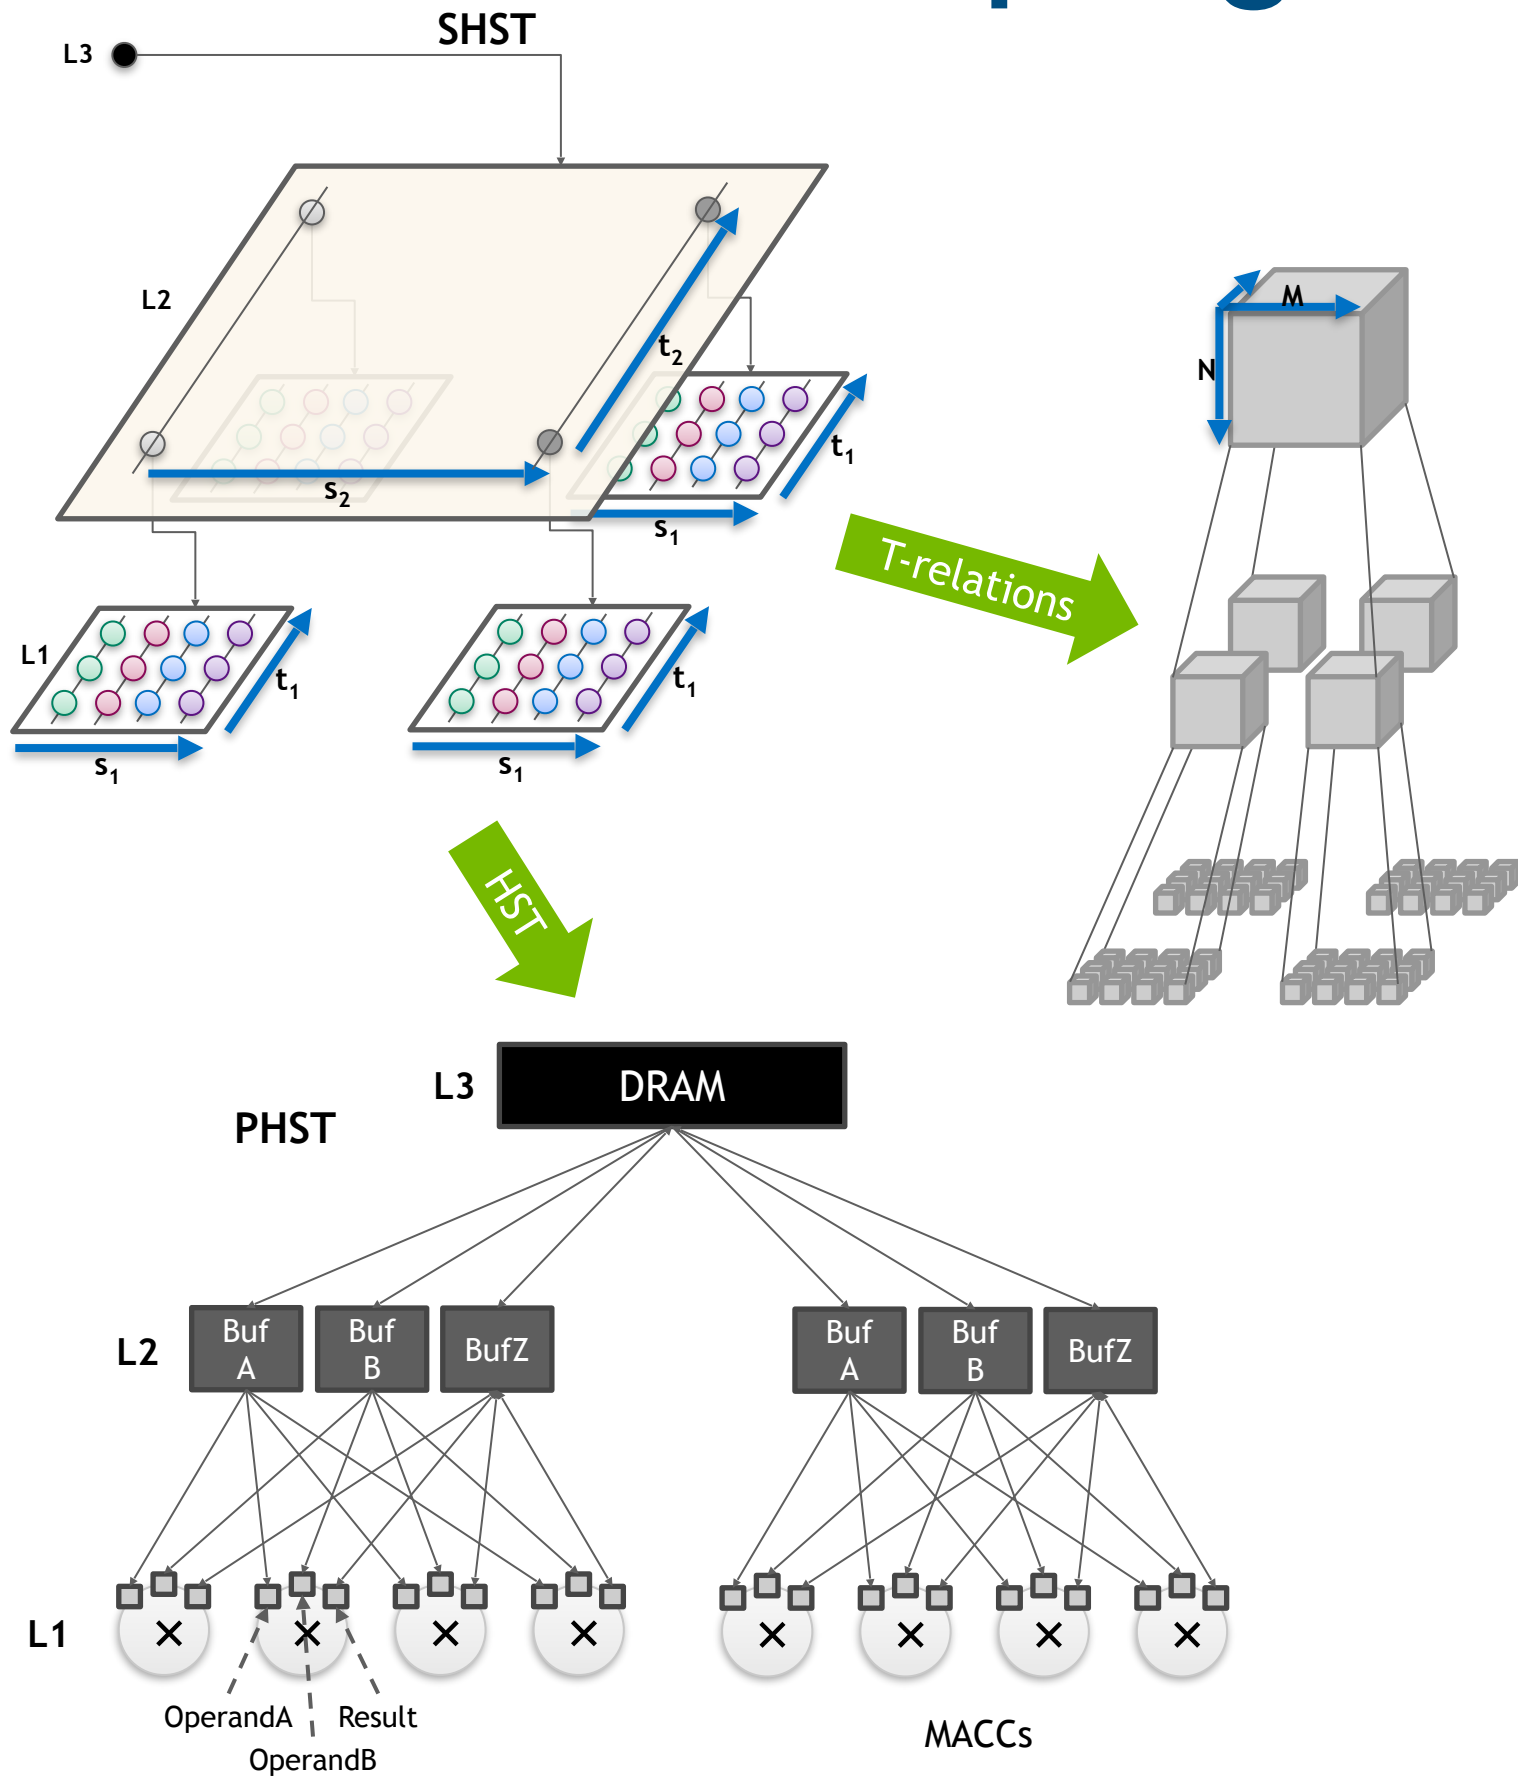 SHST
L3
L2
t2
s2
t1
s1
L1
t1
s1
t1
s1
M
N
T-relations
HST
L3
DRAM
PHST
L2
Buf
A
Buf
B
BufZ
Buf
A
Buf
B
BufZ
L1
×
×
×
×
×
×
×
×
OperandA
Result
OperandB
MACCs